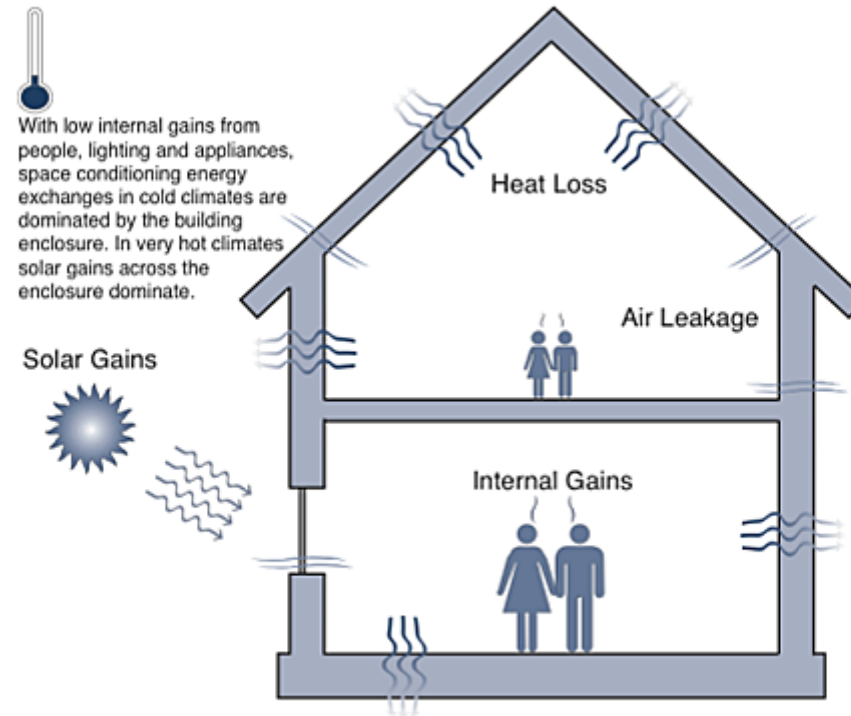 With low internal gains from
people, lighting and appliances,
space conditioning energy
exchanges in cold climates are
dominated by the building
enclosure. In very hot climates
solar gains across the
enclosure dominate.
Heat Loss
Air Leakage
Solar Gains
Internal Gains